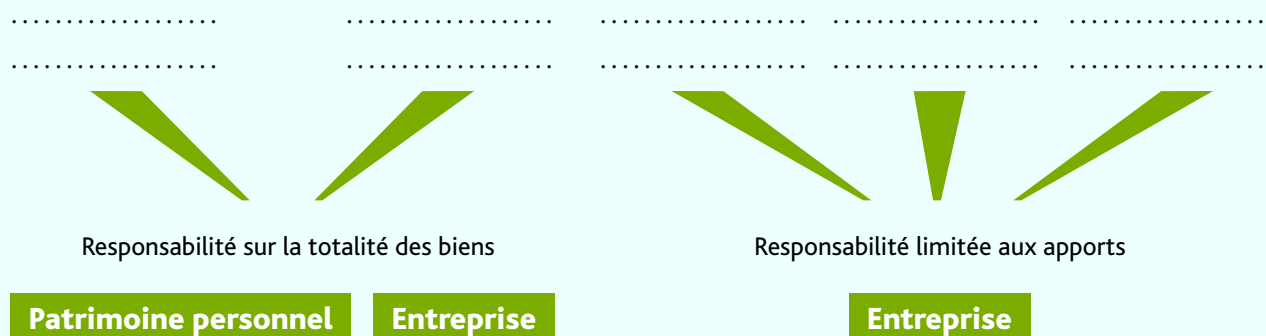 ................... ................... ................... ................... ...................
................... ................... ................... ................... ...................
Responsabilité sur la totalité des biens Responsabilité limitée aux apports
Patrimoine personnel Entreprise Entreprise